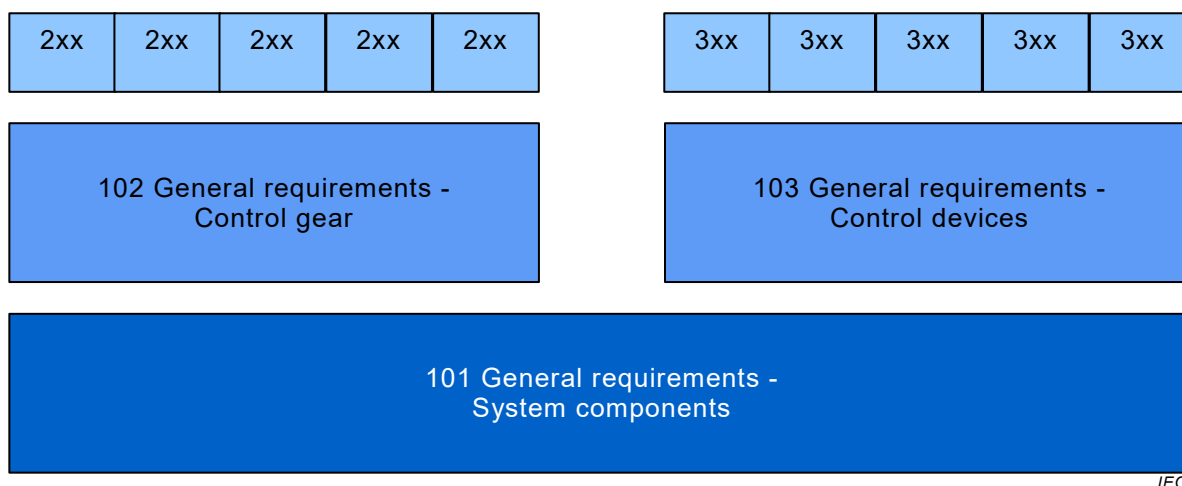 2xx 2xx 2xx 2xx 2xx 3xx 3xx 3xx 3xx 3xx
102 General requirements -
Control gear
103 General requirements -
Control devices
101 General requirements -
System components
IEC